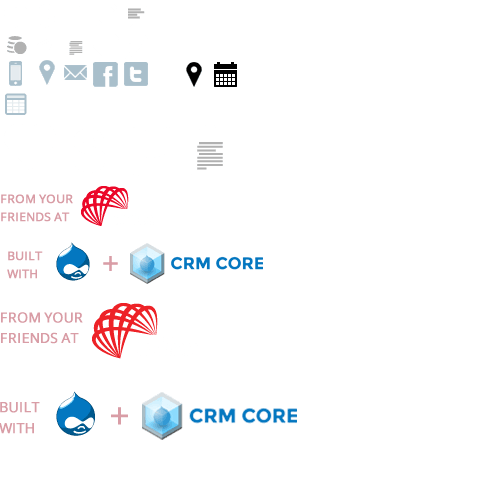 FROM YOUR
FRIENDS AT
BUILT
WITH
+
CRM CORE
FROM YOUR
FRIENDS AT
BUILT
WITH
+
CRM CORE